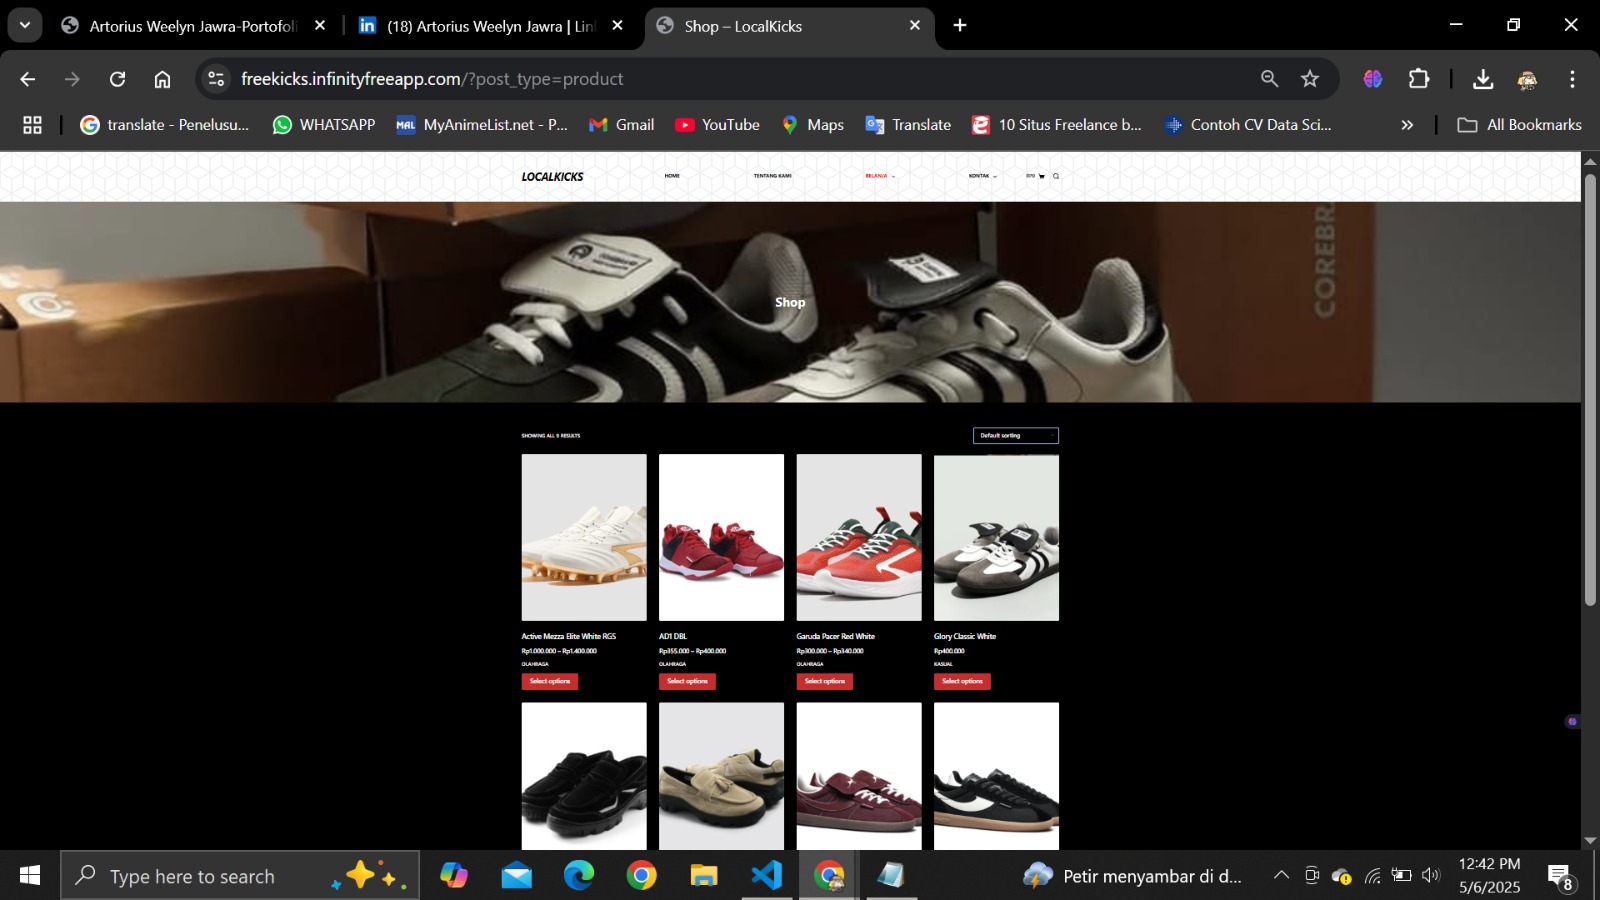 Artorius Weelyn Jawra-Portofoli
(18) Artorius Weelyn Jawra | Lin
Shop – LocalKicks
freekicks.infinityfreeapp.com/?post_type=product
translate - Penelusu...
WHATSAPP
MAL
MyAnimeList.net - P...
Gmail
YouTube
Maps
Translate
10 Situs Freelance b...
Contoh CV Data Sci...
All Bookmarks
LOCALKICKS
HOME
TENTANG KAMI
BELANJA
KONTAK
RP0
COREBRA
Shop
SHOWING ALL 9 RESULTS
Default sorting
Active Mezza Elite White RGS
Rp1.000.000 – Rp1.400.000
OLAHRAGA
Select options
AD1 DBL
Rp355.000 – Rp400.000
OLAHRAGA
Select options
Garuda Pacer Red White
Rp300.000 – Rp340.000
OLAHRAGA
Select options
Glory Classic White
Rp400.000
KASUAL
Select options
Type here to search
Petir menyambar di d...
12:42 PM
5/6/2025
8